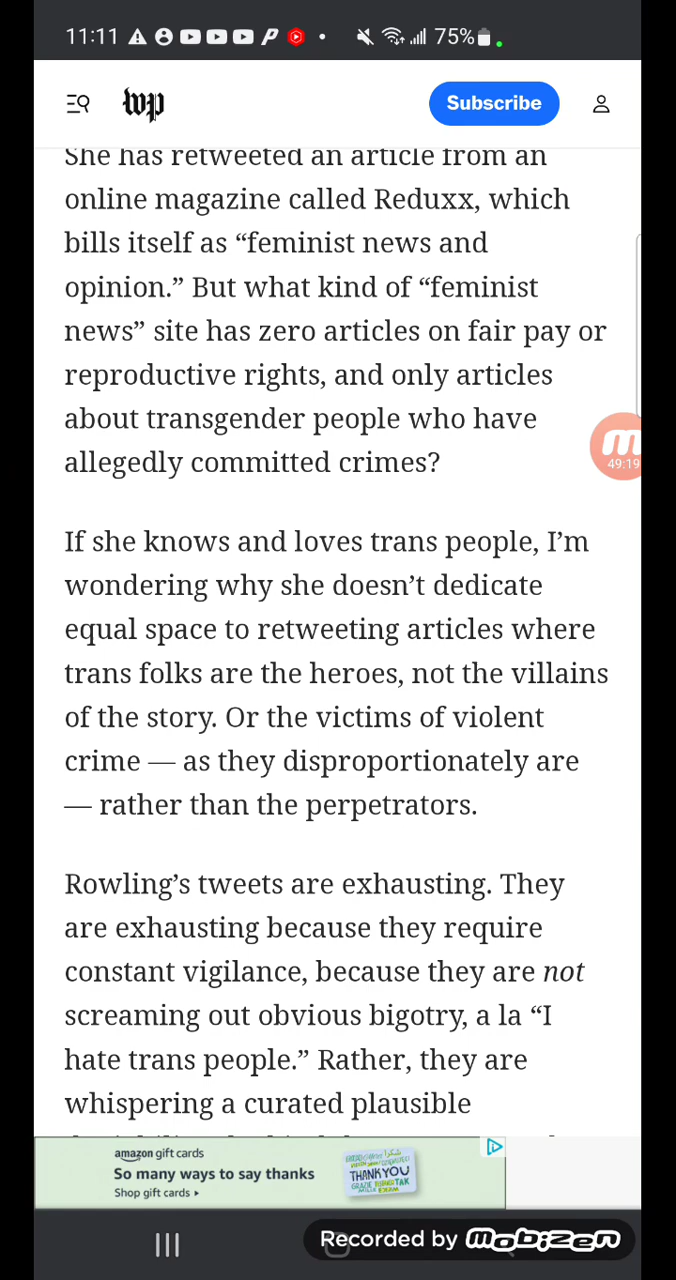 11:11 75%
wp Subscribe
She has retweeted an article from an
online magazine called Reduxx, which
bills itself as “feminist news and
opinion.” But what kind of “feminist
news” site has zero articles on fair pay or
reproductive rights, and only articles
about transgender people who have
allegedly committed crimes?
49:19
If she knows and loves trans people, I’m
wondering why she doesn’t dedicate
equal space to retweeting articles where
trans folks are the heroes, not the villains
of the story. Or the victims of violent
crime — as they disproportionately are
— rather than the perpetrators.
Rowling’s tweets are exhausting. They
are exhausting because they require
constant vigilance, because they are not
screaming out obvious bigotry, a la “I
hate trans people.” Rather, they are
whispering a curated plausible
amazon gift cards
So many ways to say thanks
Shop gift cards
THANK YOU
Recorded by mobizen